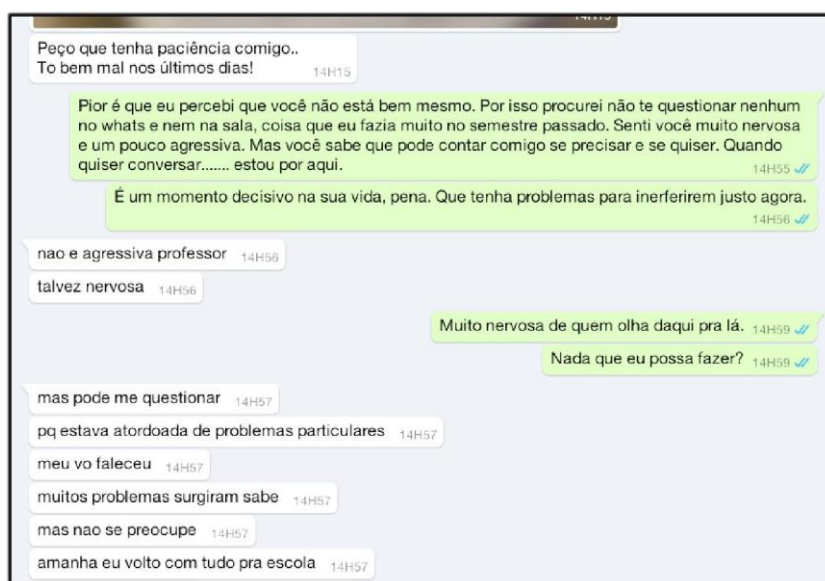 Peço que tenha paciência comigo..
To bem mal nos últimos dias! 14H15
Pior é que eu percebi que você não está bem mesmo. Por isso procurei não te questionar nenhum
no whats e nem na sala, coisa que eu fazia muito no semestre passado. Senti você muito nervosa
e um pouco agressiva. Mas você sabe que pode contar comigo se precisar e se quiser. Quando
quiser conversar....... estou por aqui. 14H55
É um momento decisivo na sua vida, pena. Que tenha problemas para inerferirem justo agora.
14H56
nao e agressiva professor 14H56
talvez nervosa 14H56
Muito nervosa de quem olha daqui pra lá. 14H59
Nada que eu possa fazer? 14H59
mas pode me questionar 14H57
pq estava atordoada de problemas particulares 14H57
meu vo faleceu 14H57
muitos problemas surgiram sabe 14H57
mas nao se preocupe 14H57
amanha eu volto com tudo pra escola 14H57